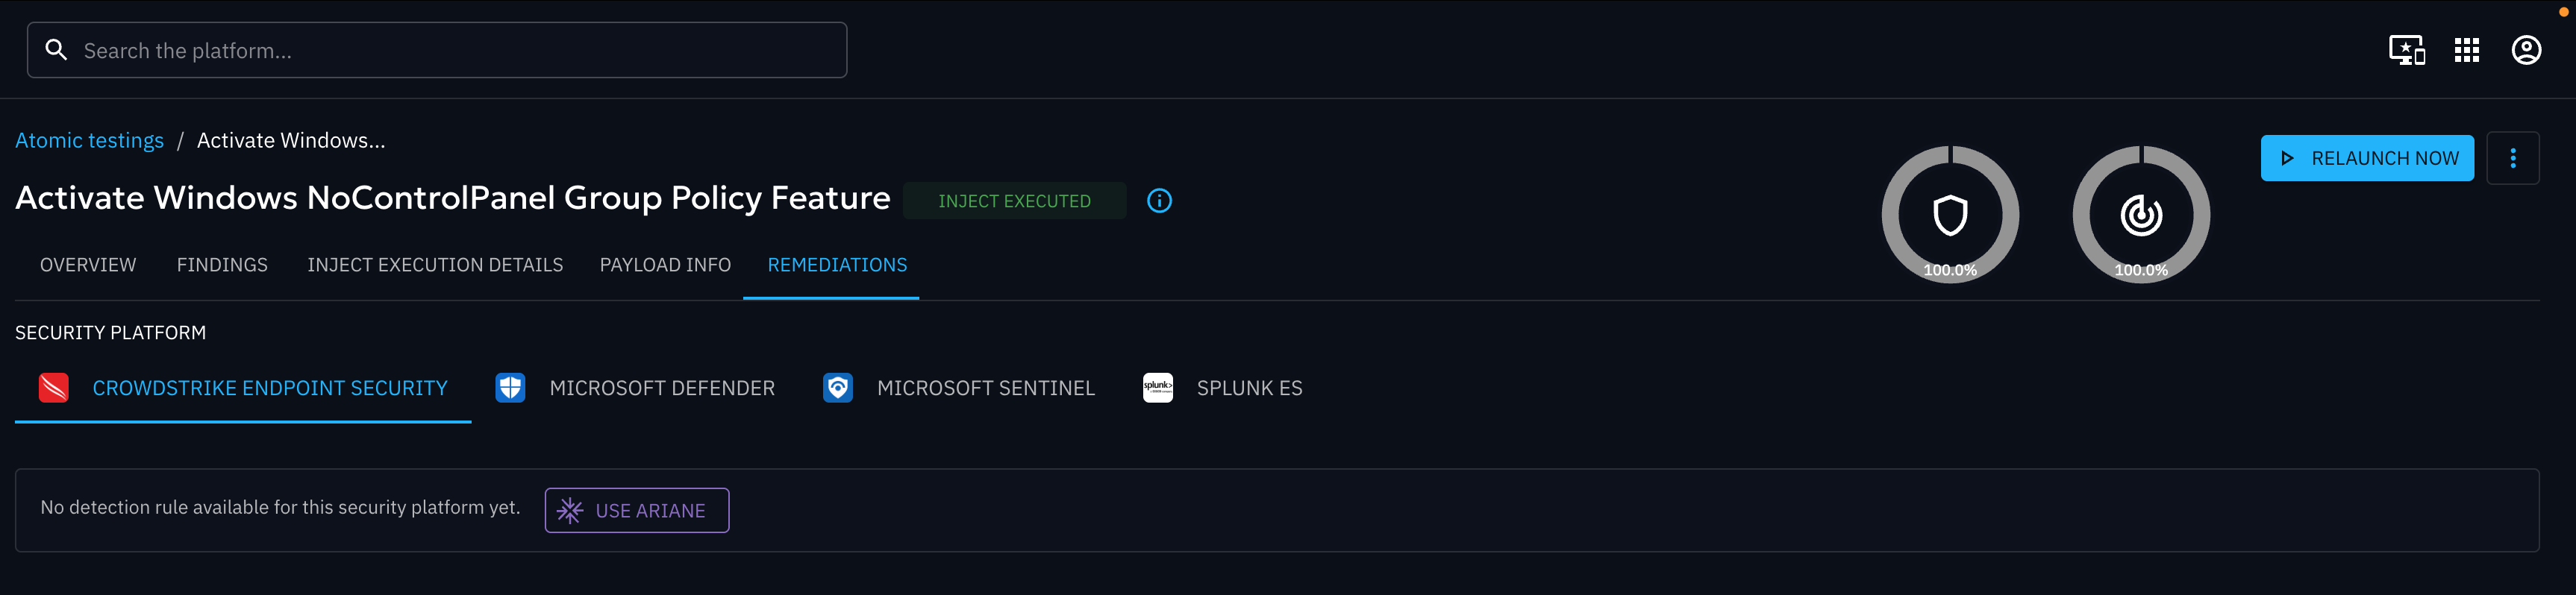 Search the platform...
Atomic testings / Activate Windows...
Activate Windows NoControlPanel Group Policy Feature
INJECT EXECUTED
100.0%
100.0%
RELAUNCH NOW
OVERVIEW FINDINGS INJECT EXECUTION DETAILS PAYLOAD INFO REMEDIATIONS
SECURITY PLATFORM
CROWDSTRIKE ENDPOINT SECURITY MICROSOFT DEFENDER MICROSOFT SENTINEL splunk> SPLUNK ES
No detection rule available for this security platform yet. USE ARIANE